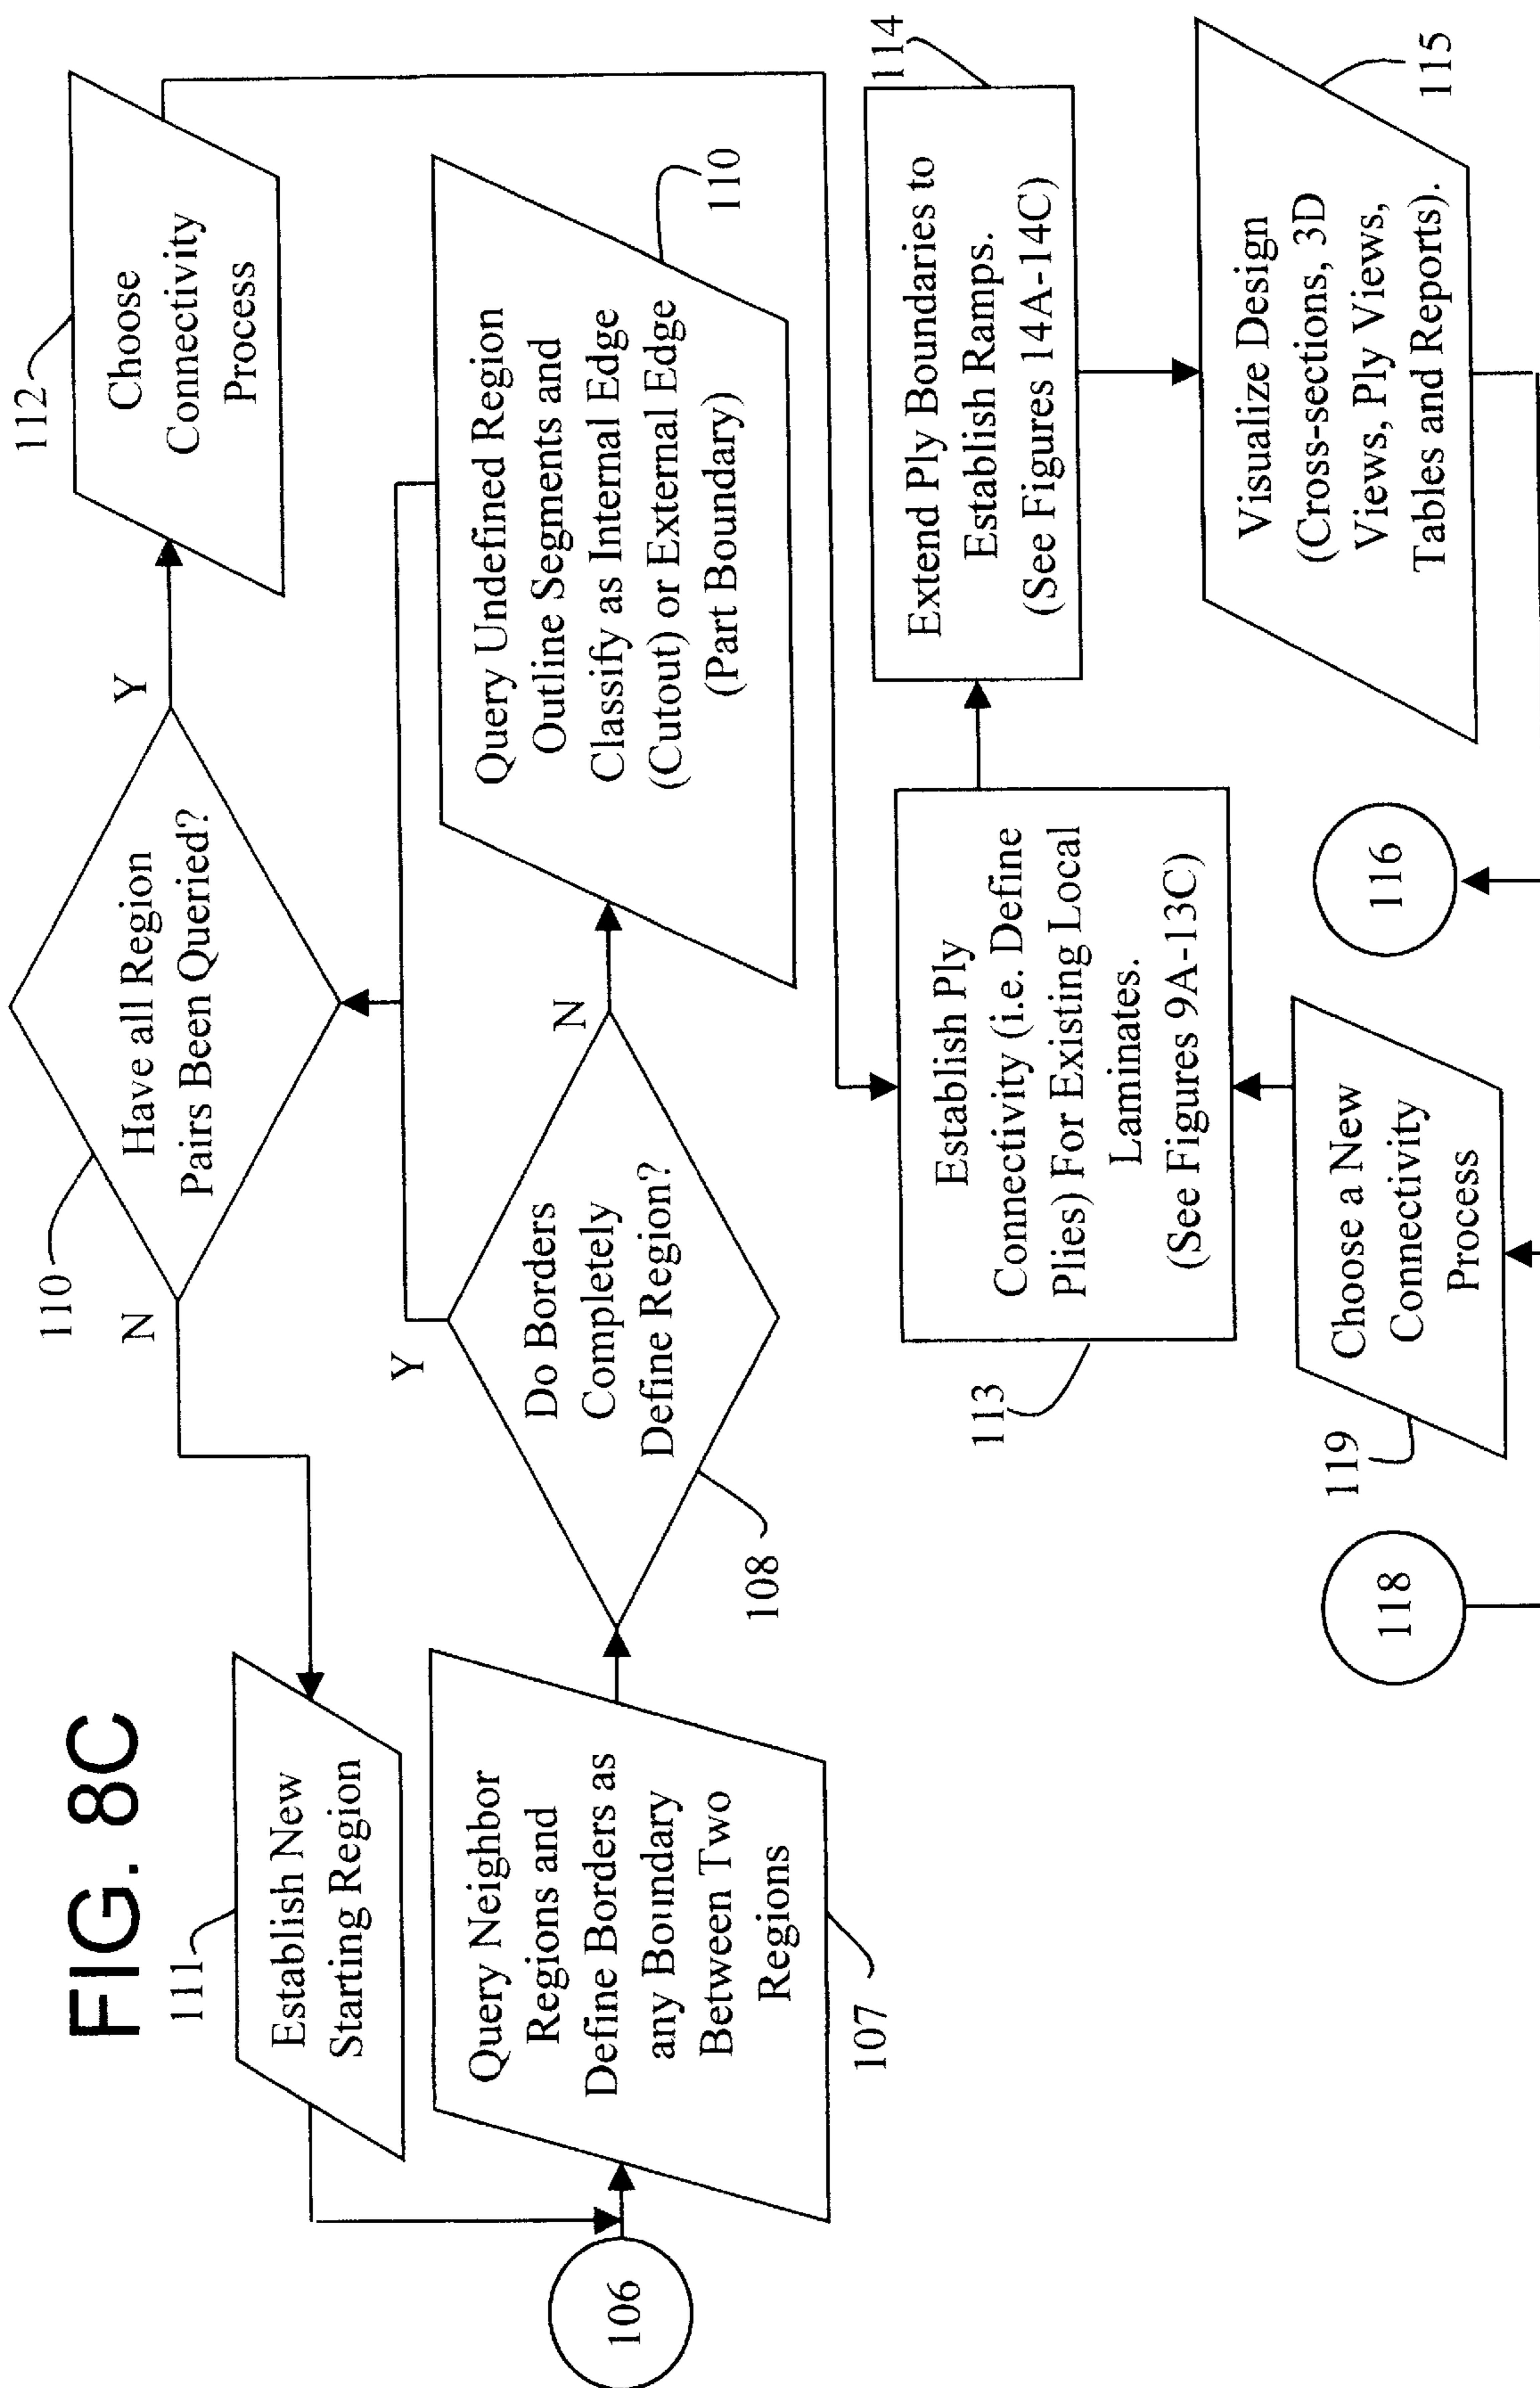 FIG. 8C
111
Establish New
Starting Region
110
Have all Region
Pairs Been Queried?
N
Y
112
Choose
Connectivity
Process
106
Query Neighbor
Regions and
Define Borders as
any Boundary
Between Two
Regions
107
Do Borders
Completely
Define Region?
Y
N
108
Query Undefined Region
Outline Segments and
Classify as Internal Edge
(Cutout) or External Edge
(Part Boundary)
110
113
Establish Ply
Connectivity (i.e. Define
Plies) For Existing Local
Laminates.
(See Figures 9A-13C)
Extend Ply Boundaries to
Establish Ramps.
(See Figures 14A-14C)
114
118
119
Choose a New
Connectivity
Process
116
Visualize Design
(Cross-sections, 3D
Views, Ply Views,
Tables and Reports).
115